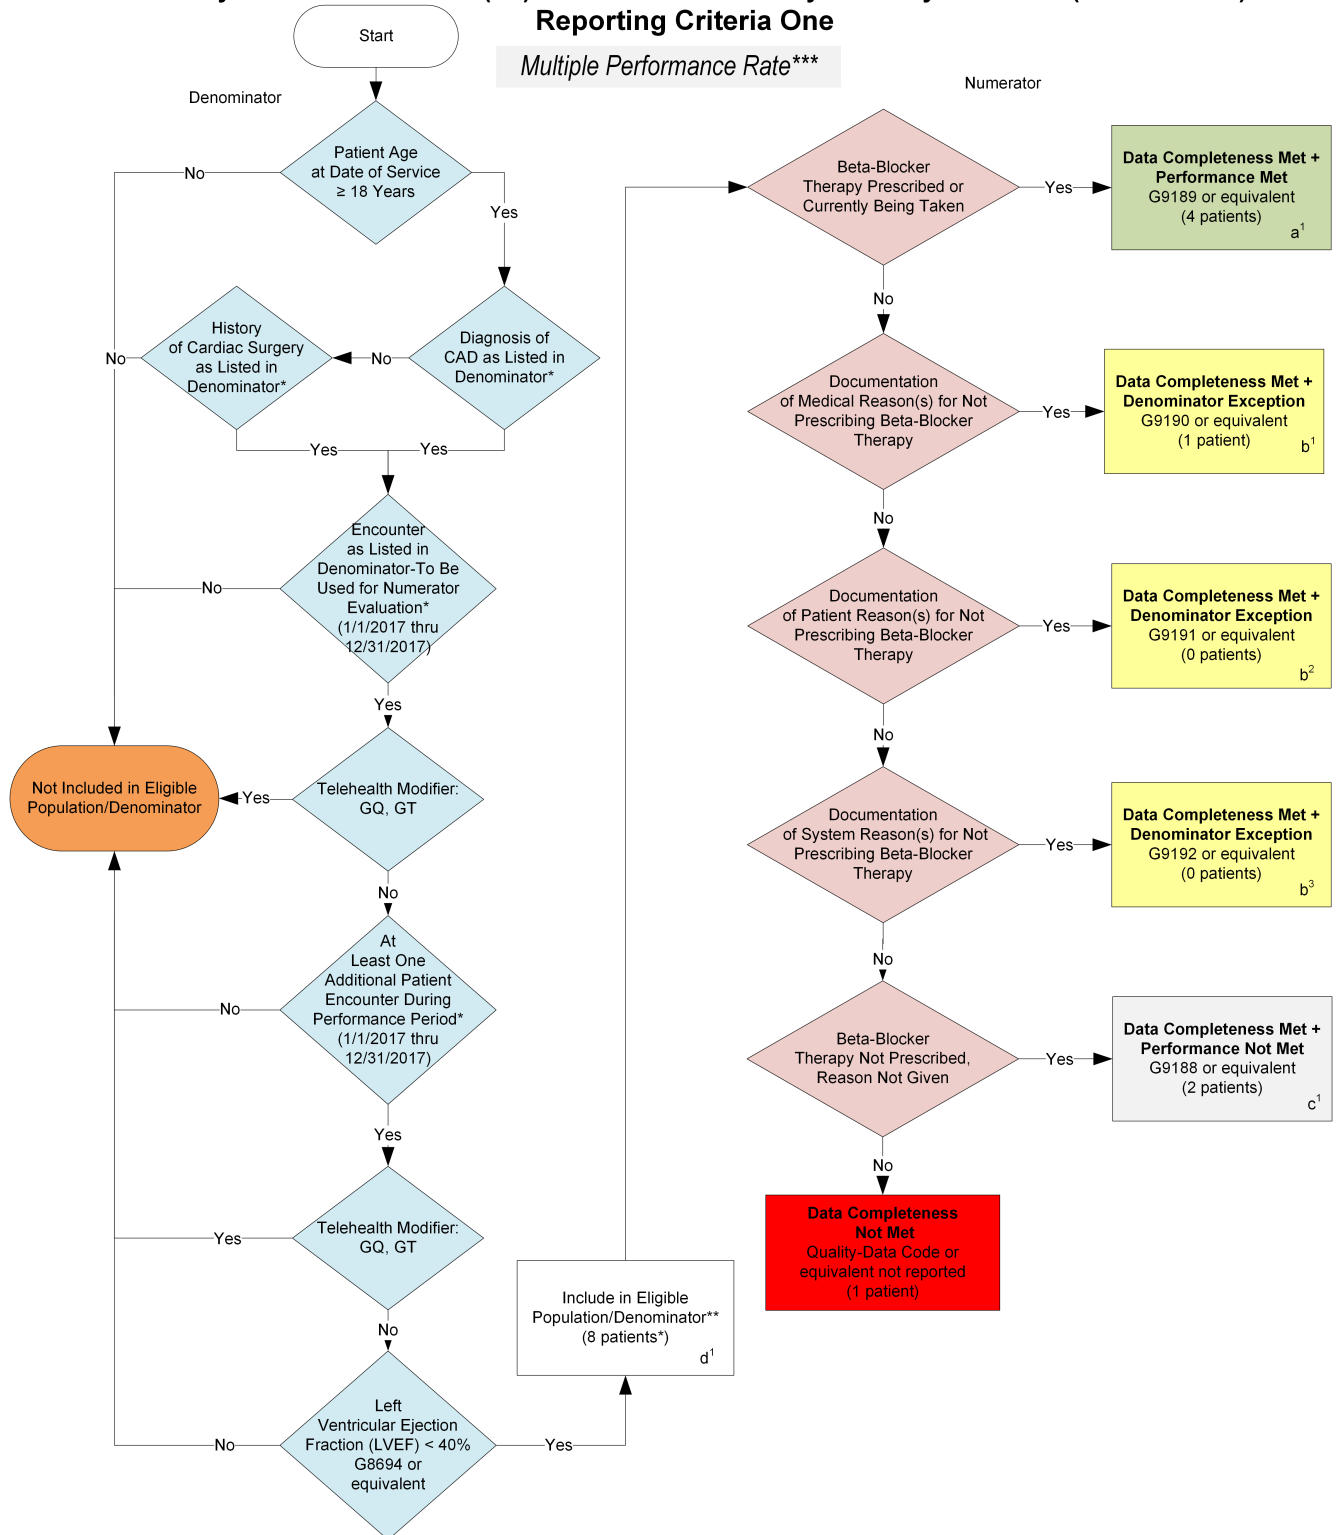 Reporting Criteria One
Multiple Performance Rate***
Start
Denominator
Numerator
Patient Age
at Date of Service
≥ 18 Years
No
Yes
Diagnosis of
CAD as Listed in
Denominator*
No
History
of Cardiac Surgery
as Listed in
Denominator*
No
Yes
Yes
Encounter
as Listed in
Denominator-To Be
Used for Numerator
Evaluation*
(1/1/2017 thru
12/31/2017)
No
Yes
Telehealth Modifier:
GQ, GT
Yes
Not Included in Eligible
Population/Denominator
No
At
Least One
Additional Patient
Encounter During
Performance Period*
(1/1/2017 thru
12/31/2017)
No
Yes
Telehealth Modifier:
GQ, GT
Yes
No
Left
Ventricular Ejection
Fraction (LVEF) < 40%
G8694 or
equivalent
No
Yes
Include in Eligible
Population/Denominator**
(8 patients*)
d1
Beta-Blocker
Therapy Prescribed or
Currently Being Taken
Yes
Data Completeness Met +
Performance Met
G9189 or equivalent
(4 patients)
a1
No
Documentation
of Medical Reason(s) for Not
Prescribing Beta-Blocker
Therapy
Yes
Data Completeness Met +
Denominator Exception
G9190 or equivalent
(1 patient)
b1
No
Documentation
of Patient Reason(s) for Not
Prescribing Beta-Blocker
Therapy
Yes
Data Completeness Met +
Denominator Exception
G9191 or equivalent
(0 patients)
b2
No
Documentation
of System Reason(s) for Not
Prescribing Beta-Blocker
Therapy
Yes
Data Completeness Met +
Denominator Exception
G9192 or equivalent
(0 patients)
b3
No
Beta-Blocker
Therapy Not Prescribed,
Reason Not Given
Yes
Data Completeness Met +
Performance Not Met
G9188 or equivalent
(2 patients)
c1
No
Data Completeness
Not Met
Quality-Data Code or
equivalent not reported
(1 patient)